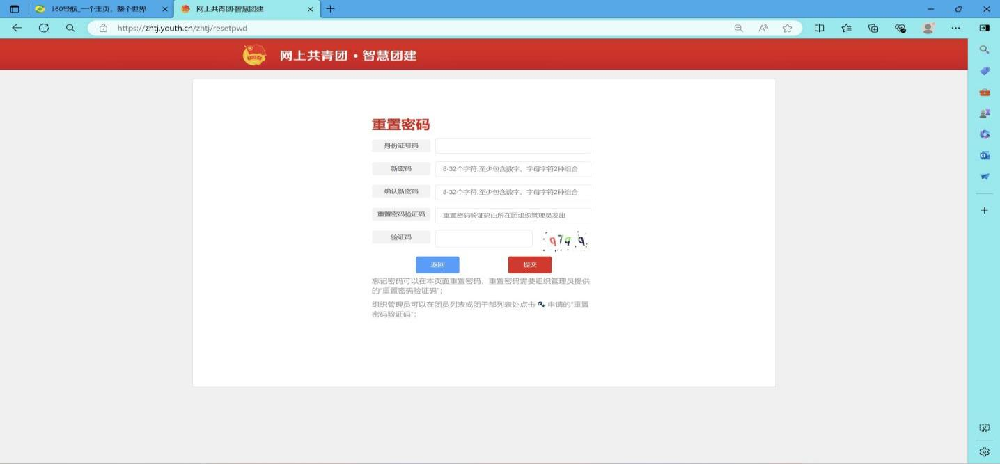 360导航_一个主页，整个世界
网上共青团·智慧团建
https://zhtj.youth.cn/zhtj/resetpwd
网上共青团·智慧团建
重置密码
身份证号码
新密码
8-32个字符,至少包含数字、字母字符2种组合
确认新密码
8-32个字符,至少包含数字、字母字符2种组合
重置密码验证码
重置密码验证码由所在团组织管理员发出
验证码
返回
提交
忘记密码可以在本页面重置密码，重置密码需要组织管理员提供
的“重置密码验证码”；
组织管理员可以在团员列表或团干部列表处点击 申请的“重置
密码验证码”；